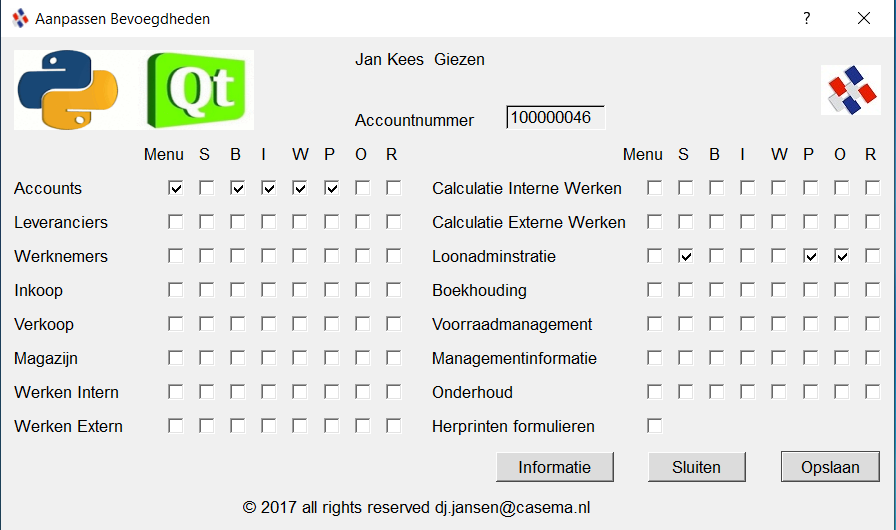 Aanpassen Bevoegdheden
Jan Kees Giezen
Qt
Accountnummer 100000046
Menu S B I W P O R Menu S B I W P O R
Accounts Calculatie Interne Werken
Leveranciers Calculatie Externe Werken
Werknemers Loonadminstratie
Inkoop Boekhouding
Verkoop Voorraadmanagement
Magazijn Managementinformatie
Werken Intern Onderhoud
Werken Extern Herprinten formulieren
Informatie Sluiten Opslaan
© 2017 all rights reserved dj.jansen@casema.nl